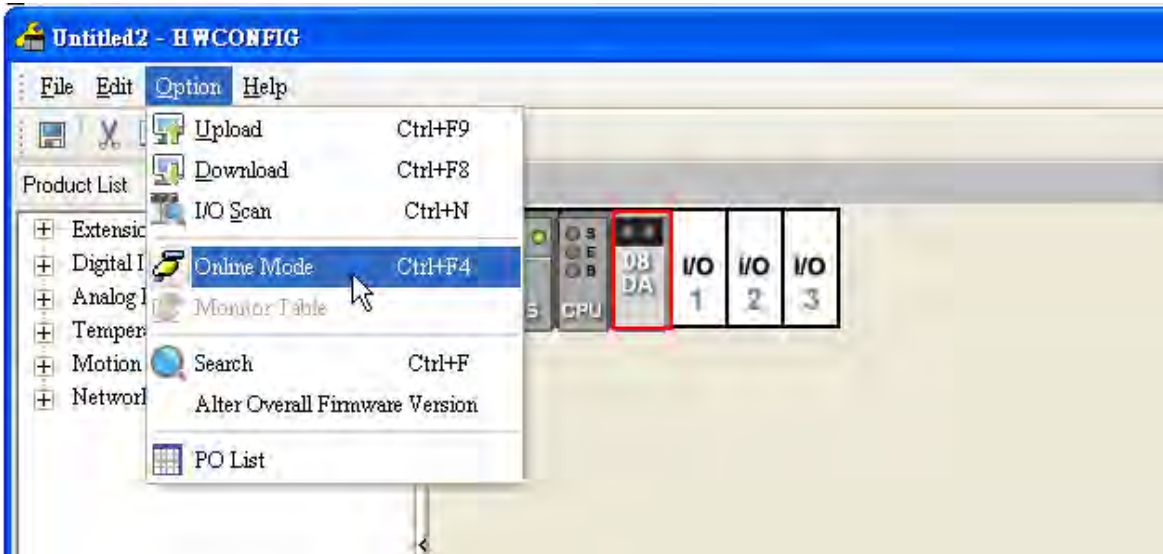 Untitled2 - HWCONFIG
File Edit Option Help
Upload Ctrl+F9
Download Ctrl+F8
Product List
I/O Scan Ctrl+N
Extensio
Digital I
Online Mode Ctrl+F4
Analog I
Monitor Table
Temper
Motion
Search Ctrl+F
Network
Alter Overall Firmware Version
PO List
S
E
B
S CPU
08
DA
I/O I/O I/O
1 2 3